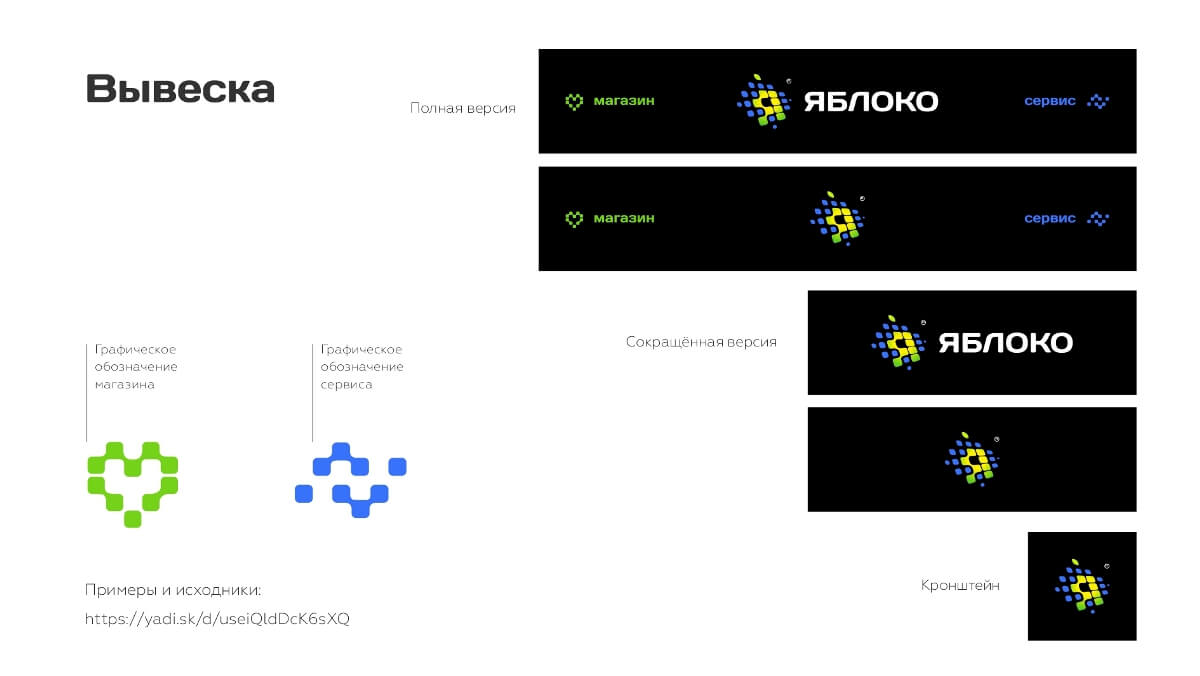 Вывеска
Полная версия
магазин
ЯБЛОКО
сервис
магазин
сервис
Сокращённая версия
ЯБЛОКО
Графическое
обозначение
магазина
Графическое
обозначение
сервиса
Кронштейн
Примеры и исходники:
https://yadi.sk/d/useiQldDcK6sXQ